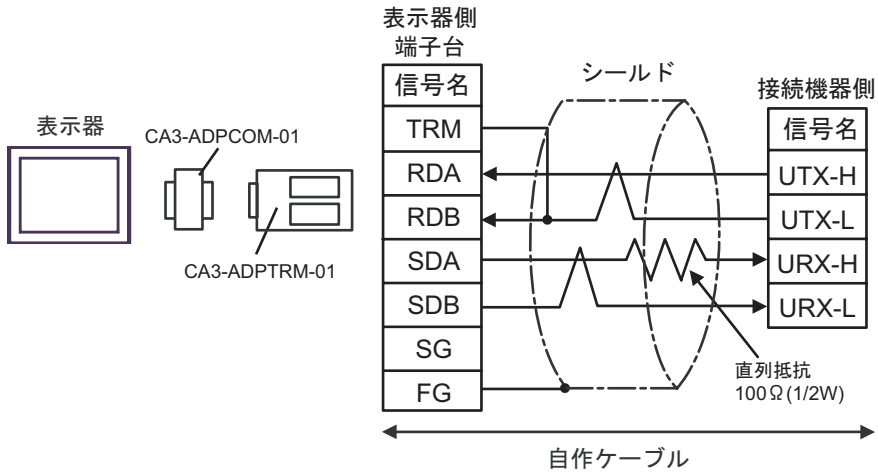 表示器
CA3-ADPCOM-01
CA3-ADPTRM-01
表示器側
端子台
信号名
TRM
RDA
RDB
SDA
SDB
SG
FG
シールド
接続機器側
信号名
UTX-H
UTX-L
URX-H
URX-L
直列抵抗
100Ω(1/2W)
自作ケーブル